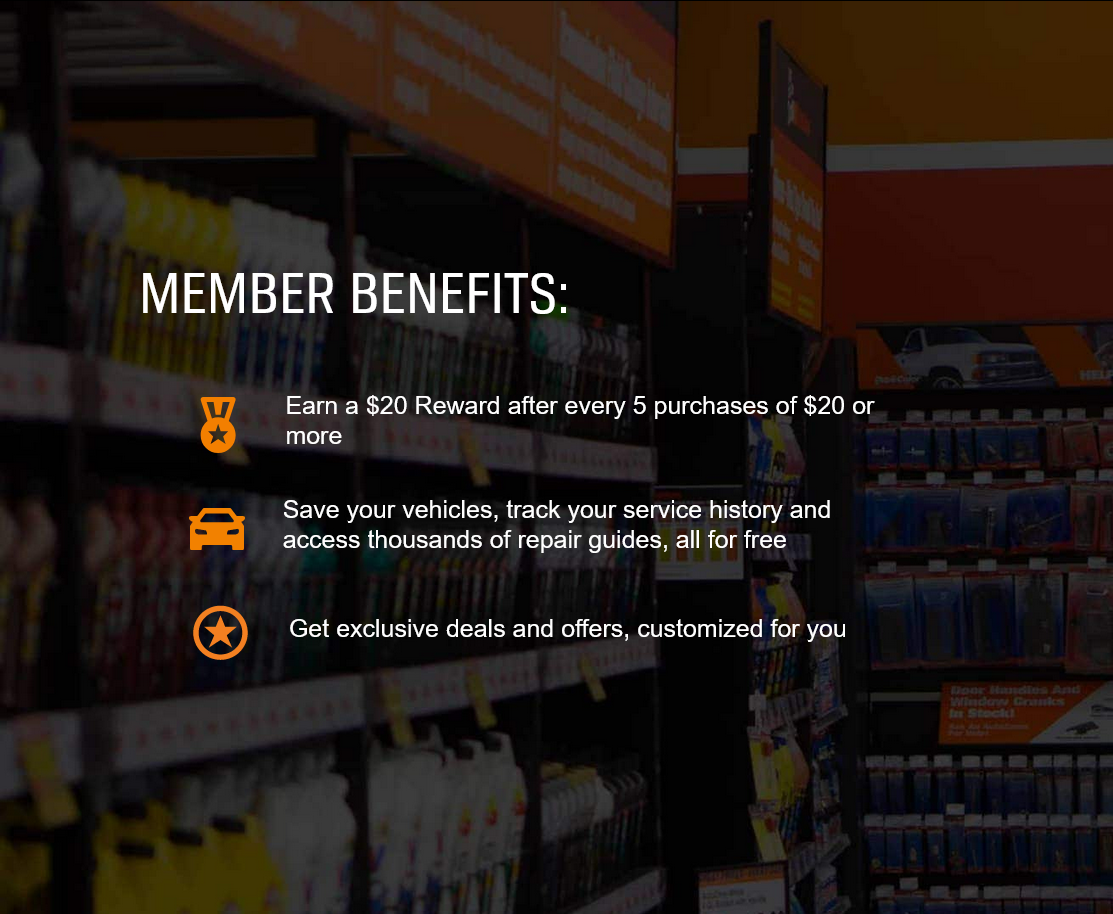 MEMBER BENEFITS:
Earn a $20 Reward after every 5 purchases of $20 or
more
Save your vehicles, track your service history and
access thousands of repair guides, all for free
Get exclusive deals and offers, customized for you
HELP
Door Handles And
Window Cranks
In Stock!